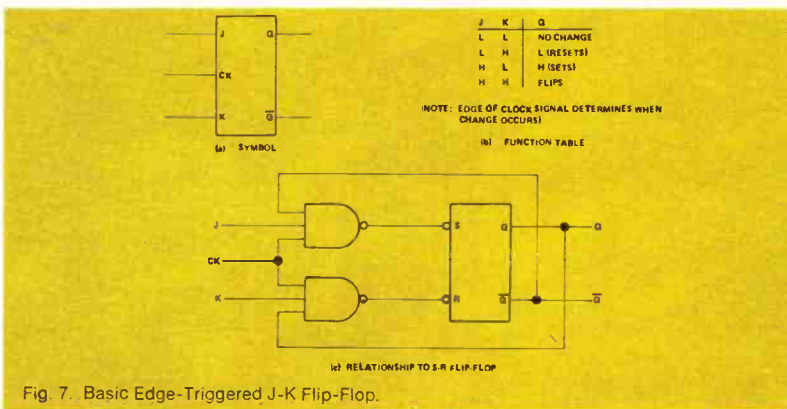 J Q
CK
K Q̅
(a) SYMBOL
J K Q
L L NO CHANGE
L H L (RESETS)
H L H (SETS)
H H FLIPS
(NOTE: EDGE OF CLOCK SIGNAL DETERMINES WHEN
CHANGE OCCURS)
(b) FUNCTION TABLE
J S Q Q
CK
K R Q̅ Q̅
(c) RELATIONSHIP TO S-R FLIP-FLOP
Fig. 7. Basic Edge-Triggered J-K Flip-Flop.